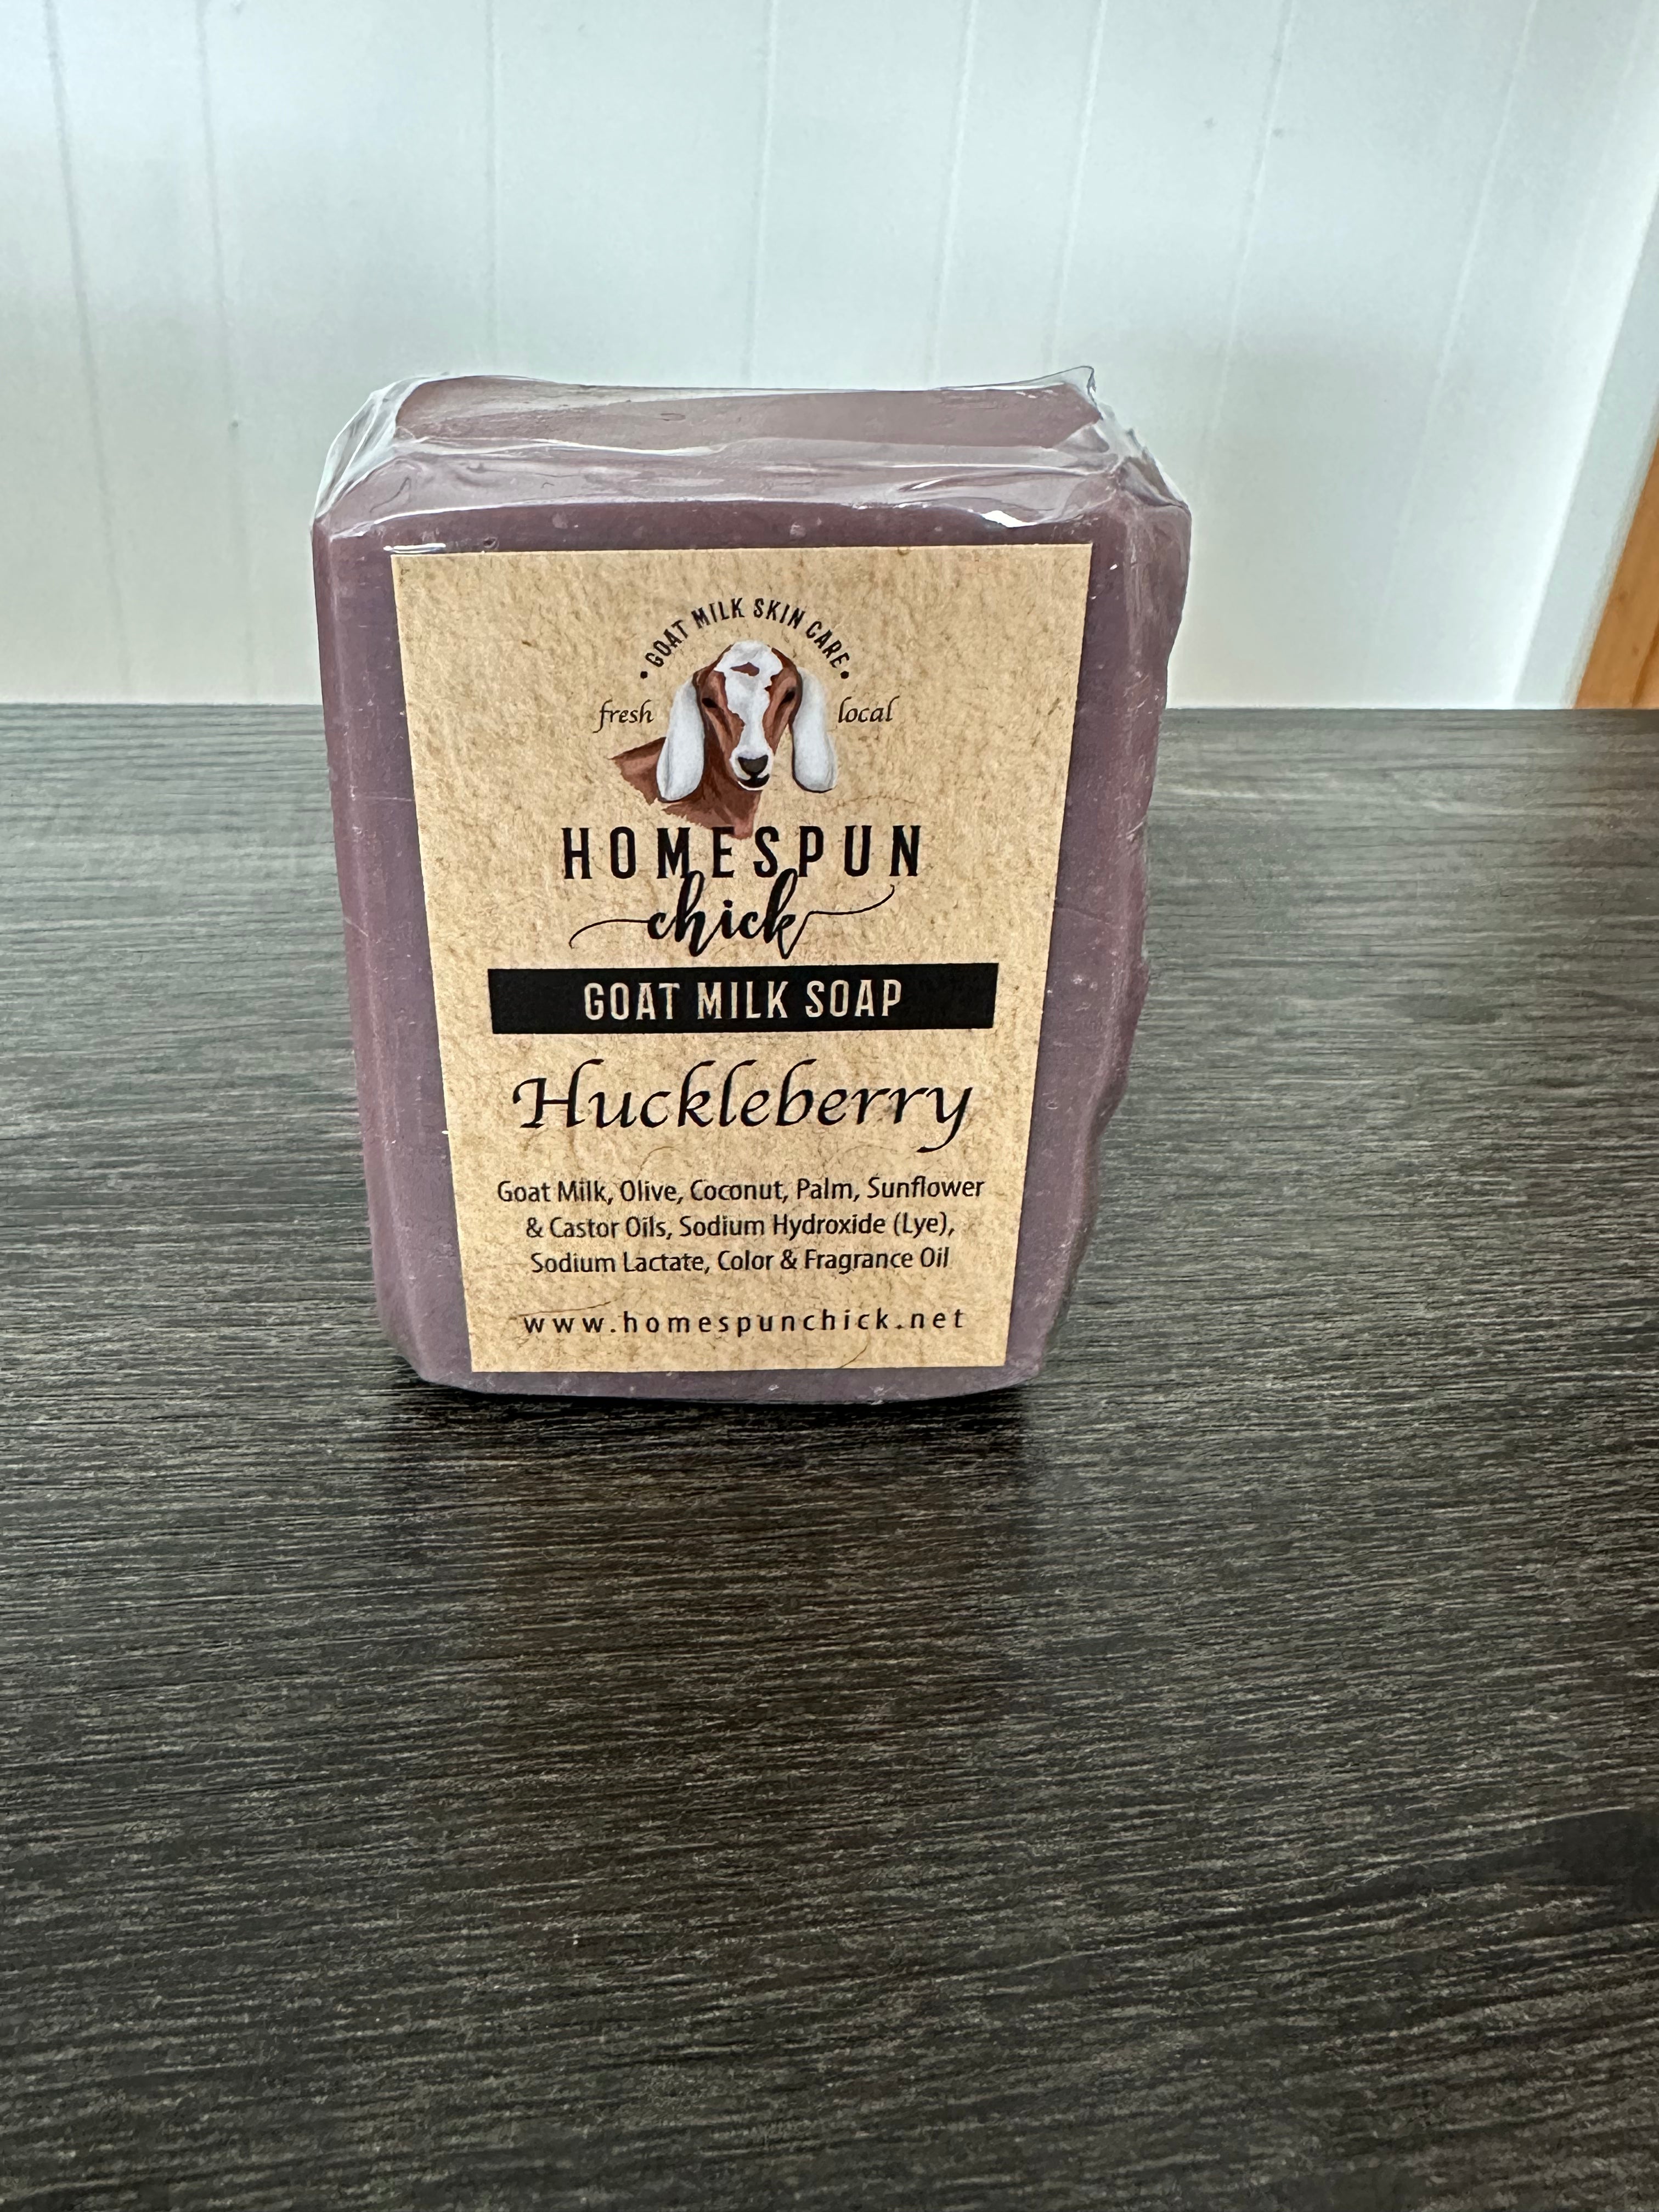 • GOAT MILK SKIN CARE •
fresh local
HOMESPUN
chick
GOAT MILK SOAP
Huckleberry
Goat Milk, Olive, Coconut, Palm, Sunflower
& Castor Oils, Sodium Hydroxide (Lye),
Sodium Lactate, Color & Fragrance Oil
www.homespunchick.net